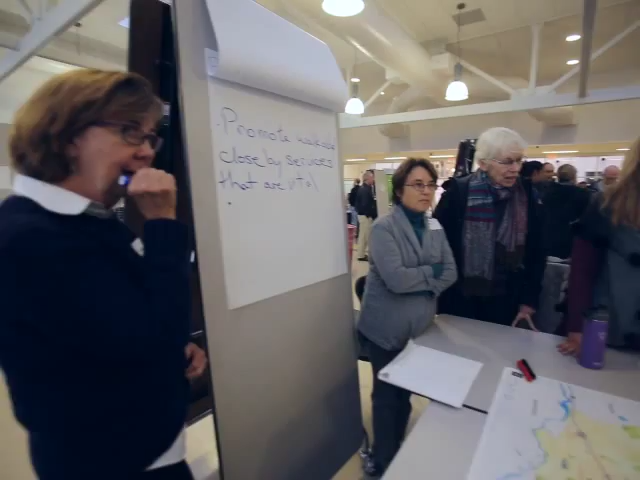 . Promote walkable
close by services
that are vital
.